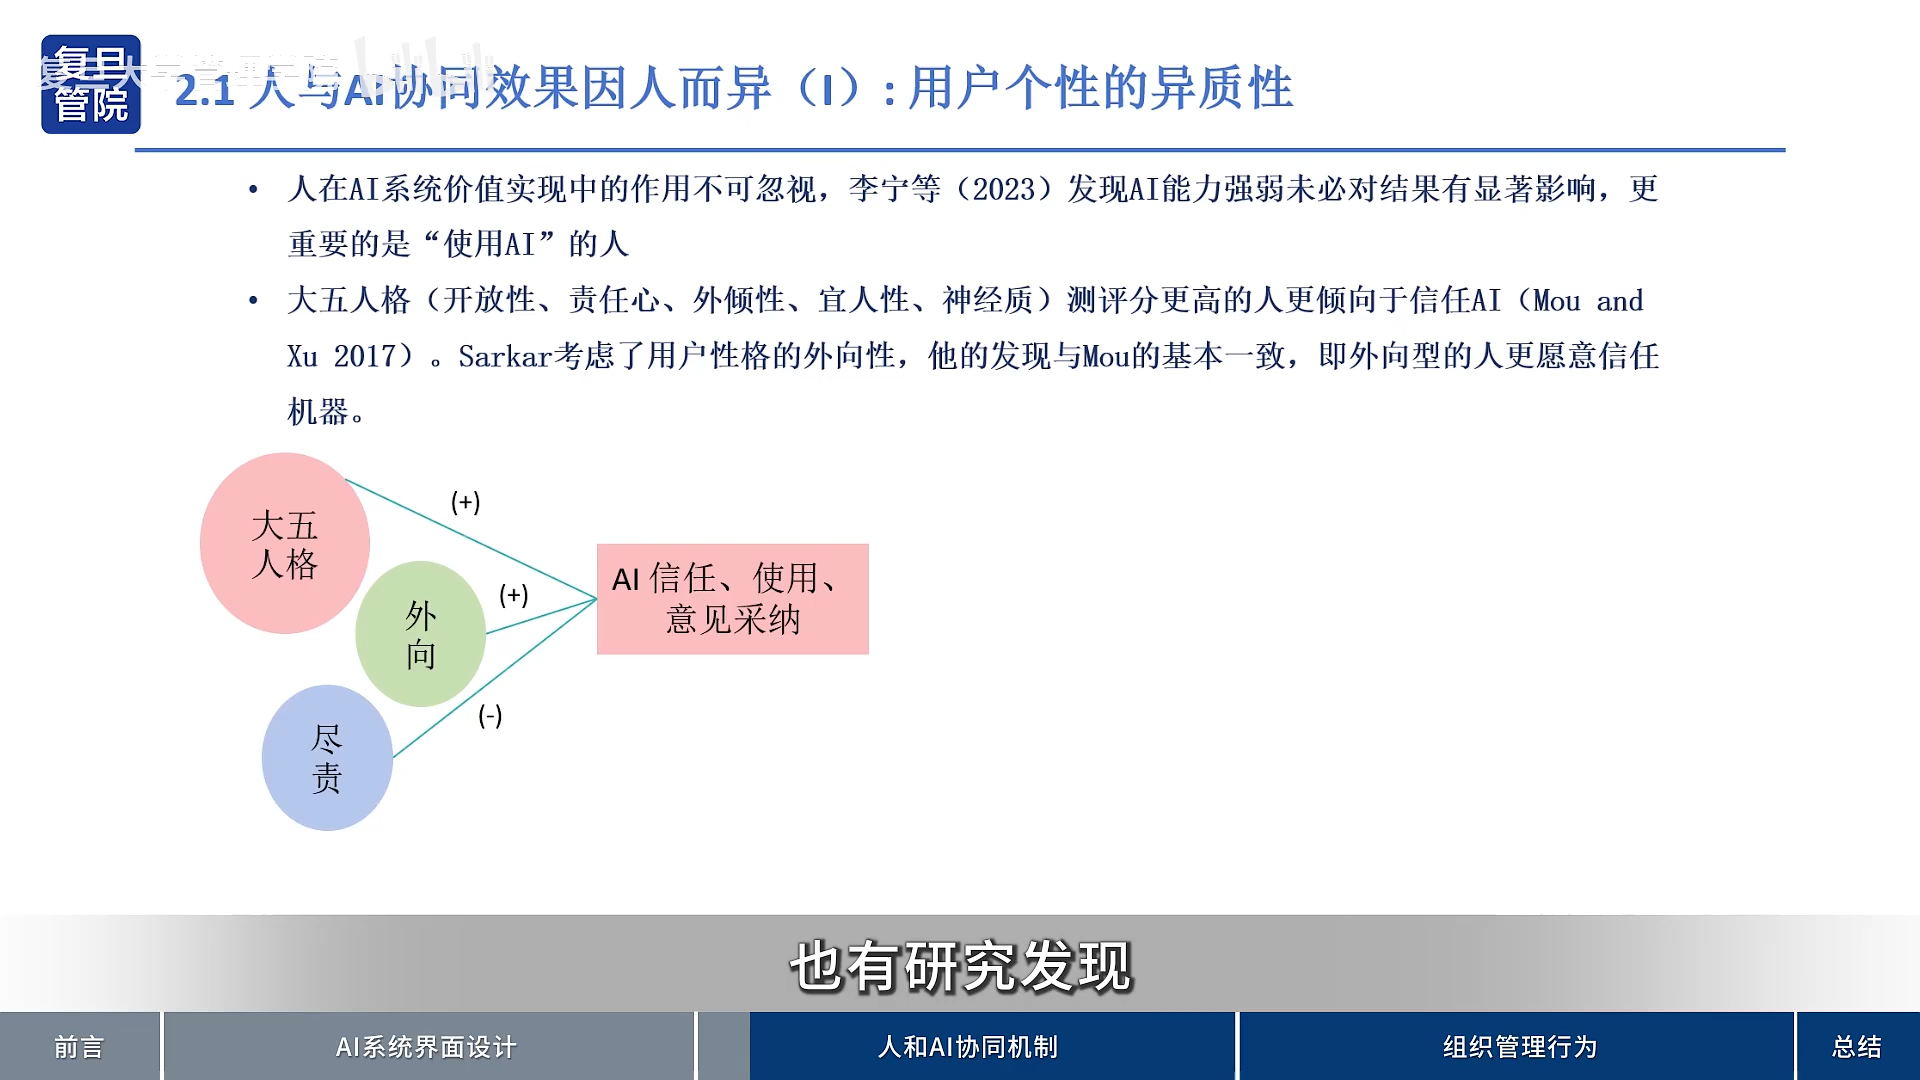 复旦
管院
复旦大学管理学院
2.1 人与AI协同效果因人而异（I）: 用户个性的异质性
• 人在AI系统价值实现中的作用不可忽视，李宁等（2023）发现AI能力强弱未必对结果有显著影响，更
重要的是“使用AI”的人
• 大五人格（开放性、责任心、外倾性、宜人性、神经质）测评分更高的人更倾向于信任AI（Mou and
Xu 2017）。Sarkar考虑了用户性格的外向性，他的发现与Mou的基本一致，即外向型的人更愿意信任
机器。
大五
人格
(+)
外
向
(+)
尽
责
(-)
AI 信任、使用、
意见采纳
也有研究发现
前言
AI系统界面设计
人和AI协同机制
组织管理行为
总结